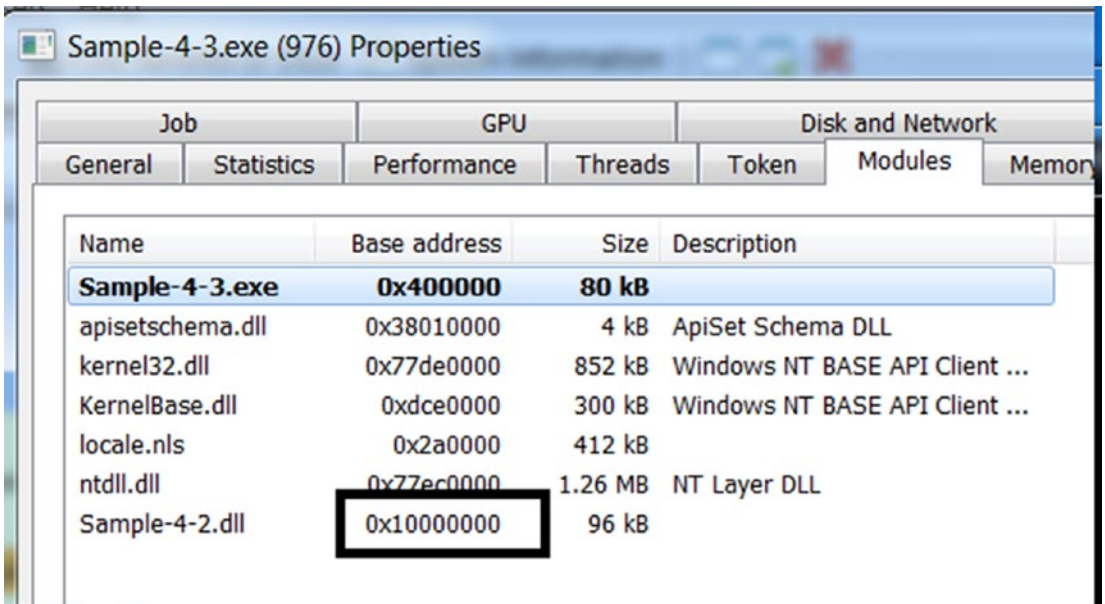 Sample-4-3.exe (976) Properties
Job GPU Disk and Network
General Statistics Performance Threads Token Modules Memory
Name Base address Size Description
Sample-4-3.exe 0x400000 80 kB
apisetschema.dll 0x38010000 4 kB ApiSet Schema DLL
kernel32.dll 0x77de0000 852 kB Windows NT BASE API Client ...
KernelBase.dll 0xdce0000 300 kB Windows NT BASE API Client ...
locale.nls 0x2a0000 412 kB
ntdll.dll 0x77ec0000 1.26 MB NT Layer DLL
Sample-4-2.dll 0x10000000 96 kB